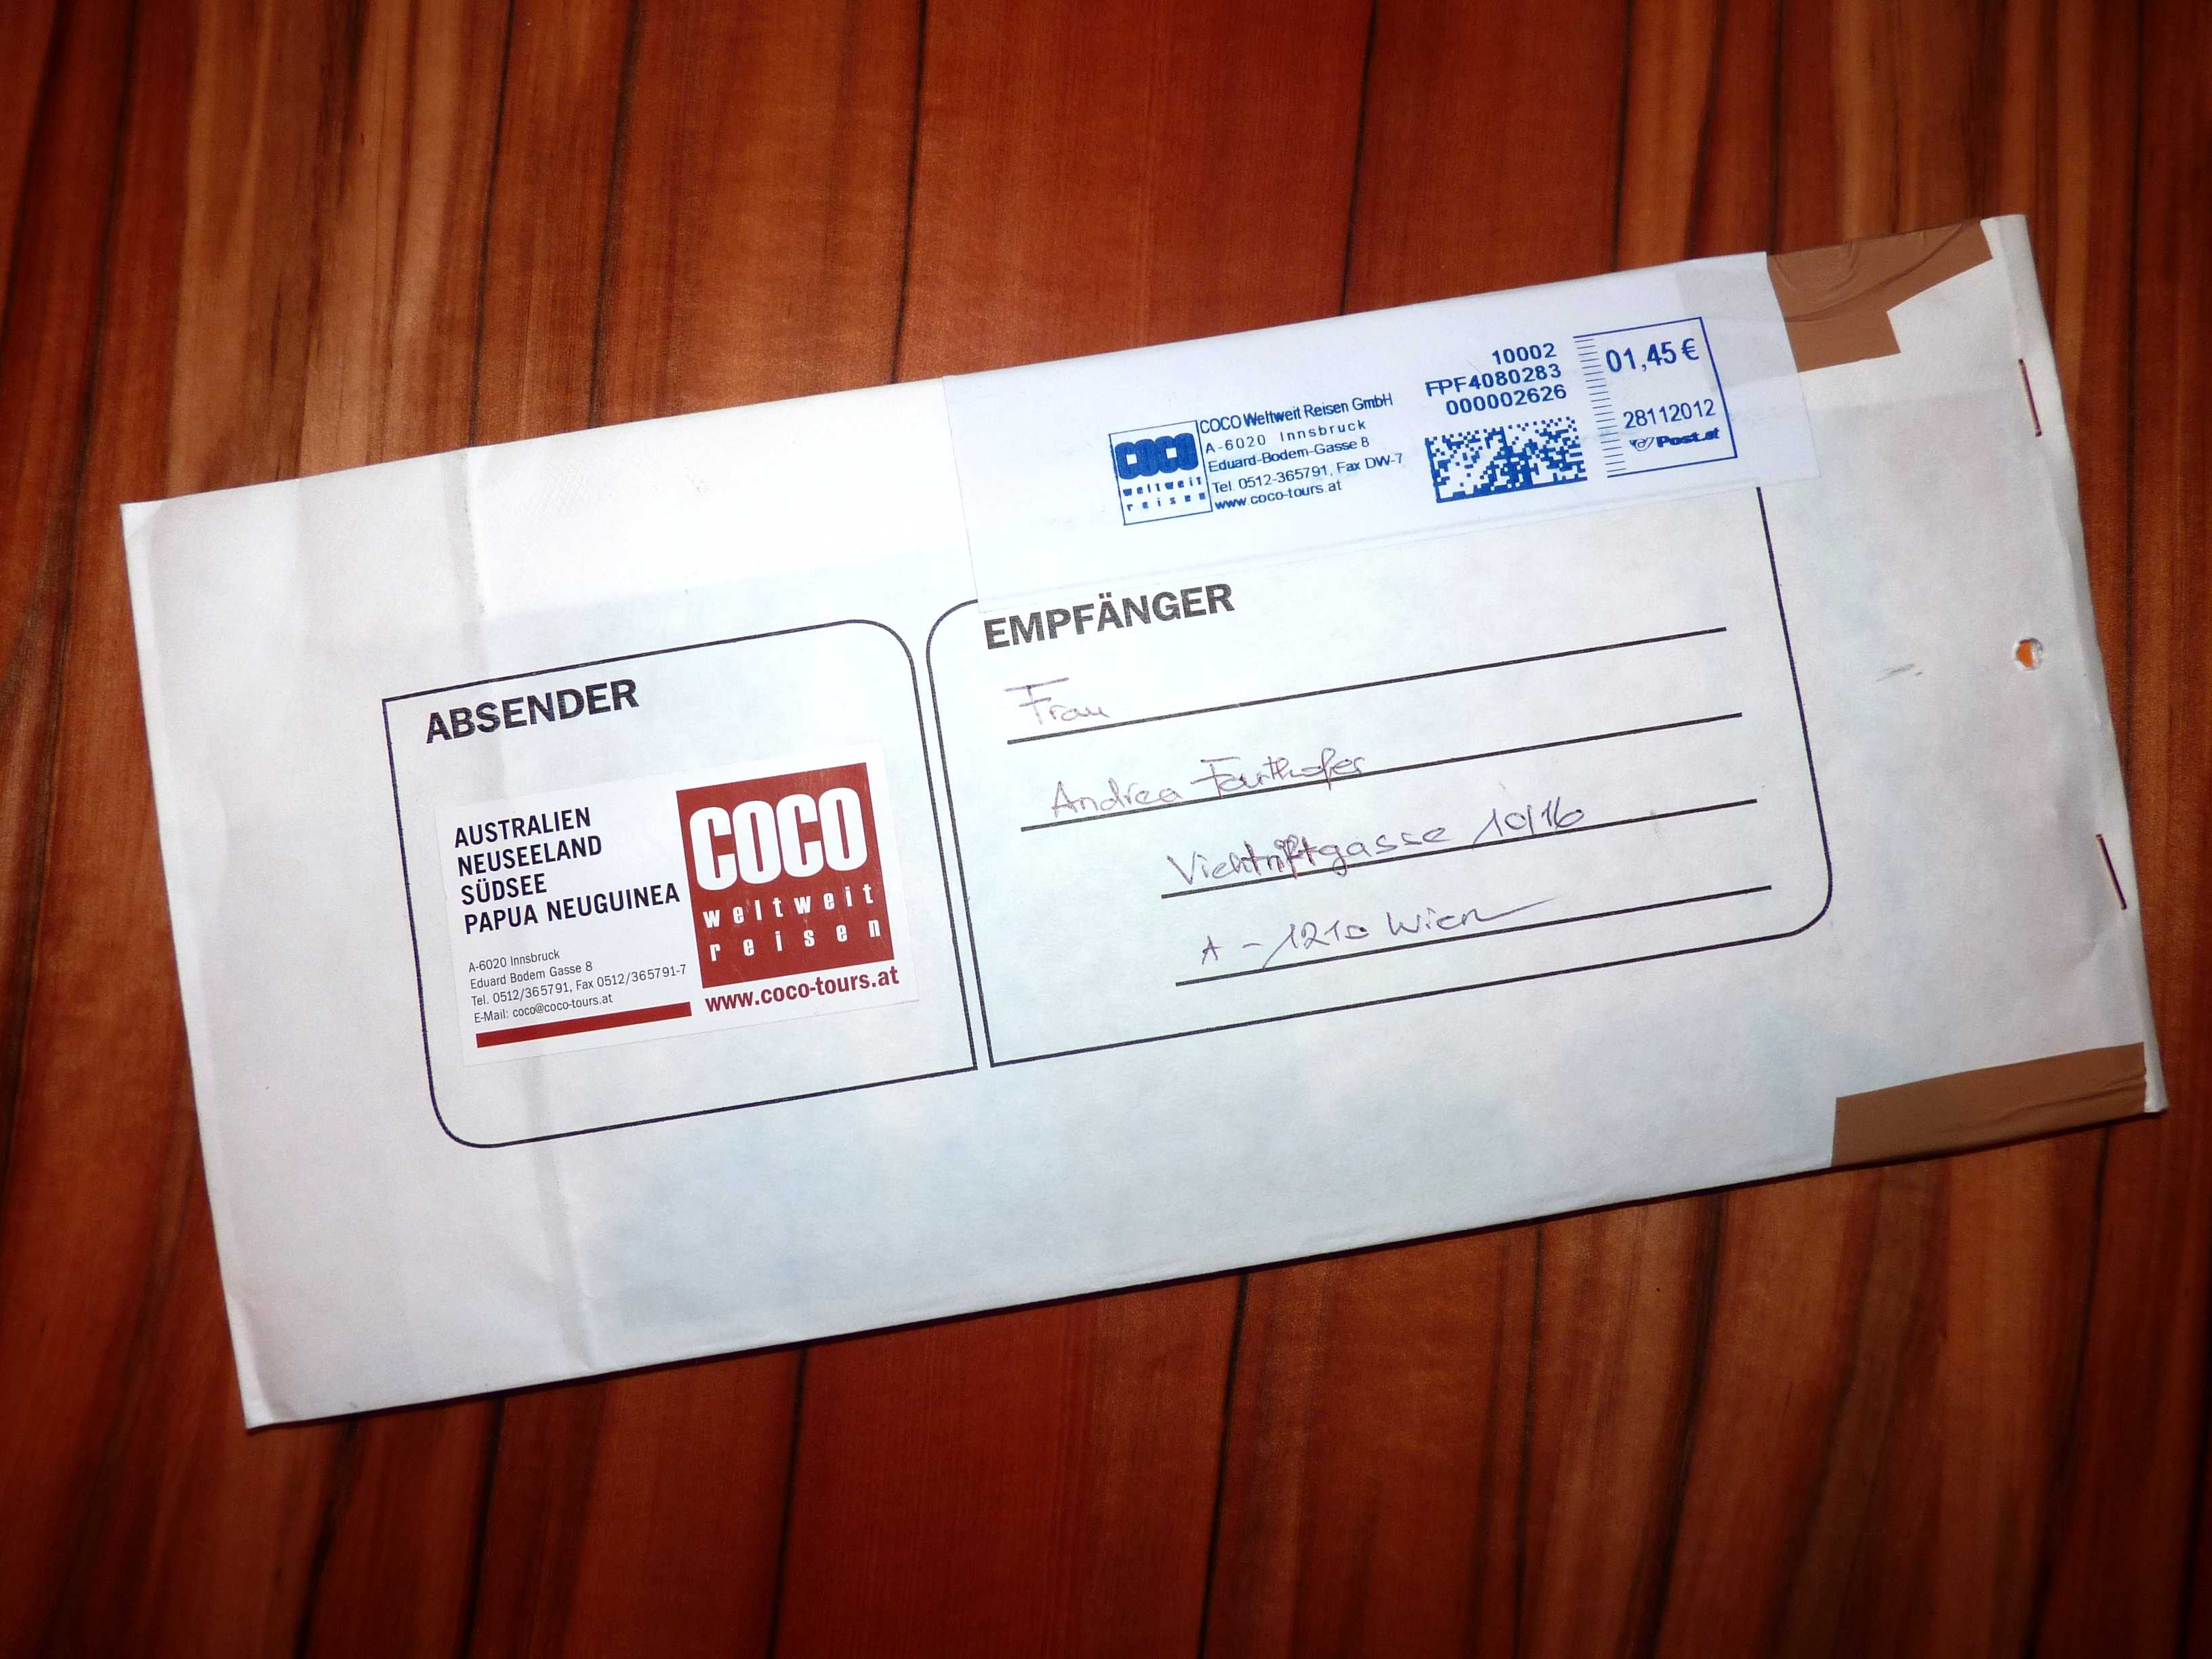 COCO Weltweit Reisen GmbH
A-6020 Innsbruck
Eduard-Bodem-Gasse 8
Tel. 0512-365791, Fax DW-7
www.coco-tours.at
coco
weltweit
reisen
10002
FPF4080283
000002626
01,45 €
28112012
Post.at
ABSENDER
AUSTRALIEN
NEUSEELAND
SÜDSEE
PAPUA NEUGUINEA
A-6020 Innsbruck
Eduard Bodem Gasse 8
Tel. 0512/365791, Fax 0512/365791-7
E-Mail: coco@coco-tours.at
COCO
weltweit
reisen
www.coco-tours.at
EMPFÄNGER
Frau
Andrea
Viehtriftgasse 10/16
A - 1210 Wien